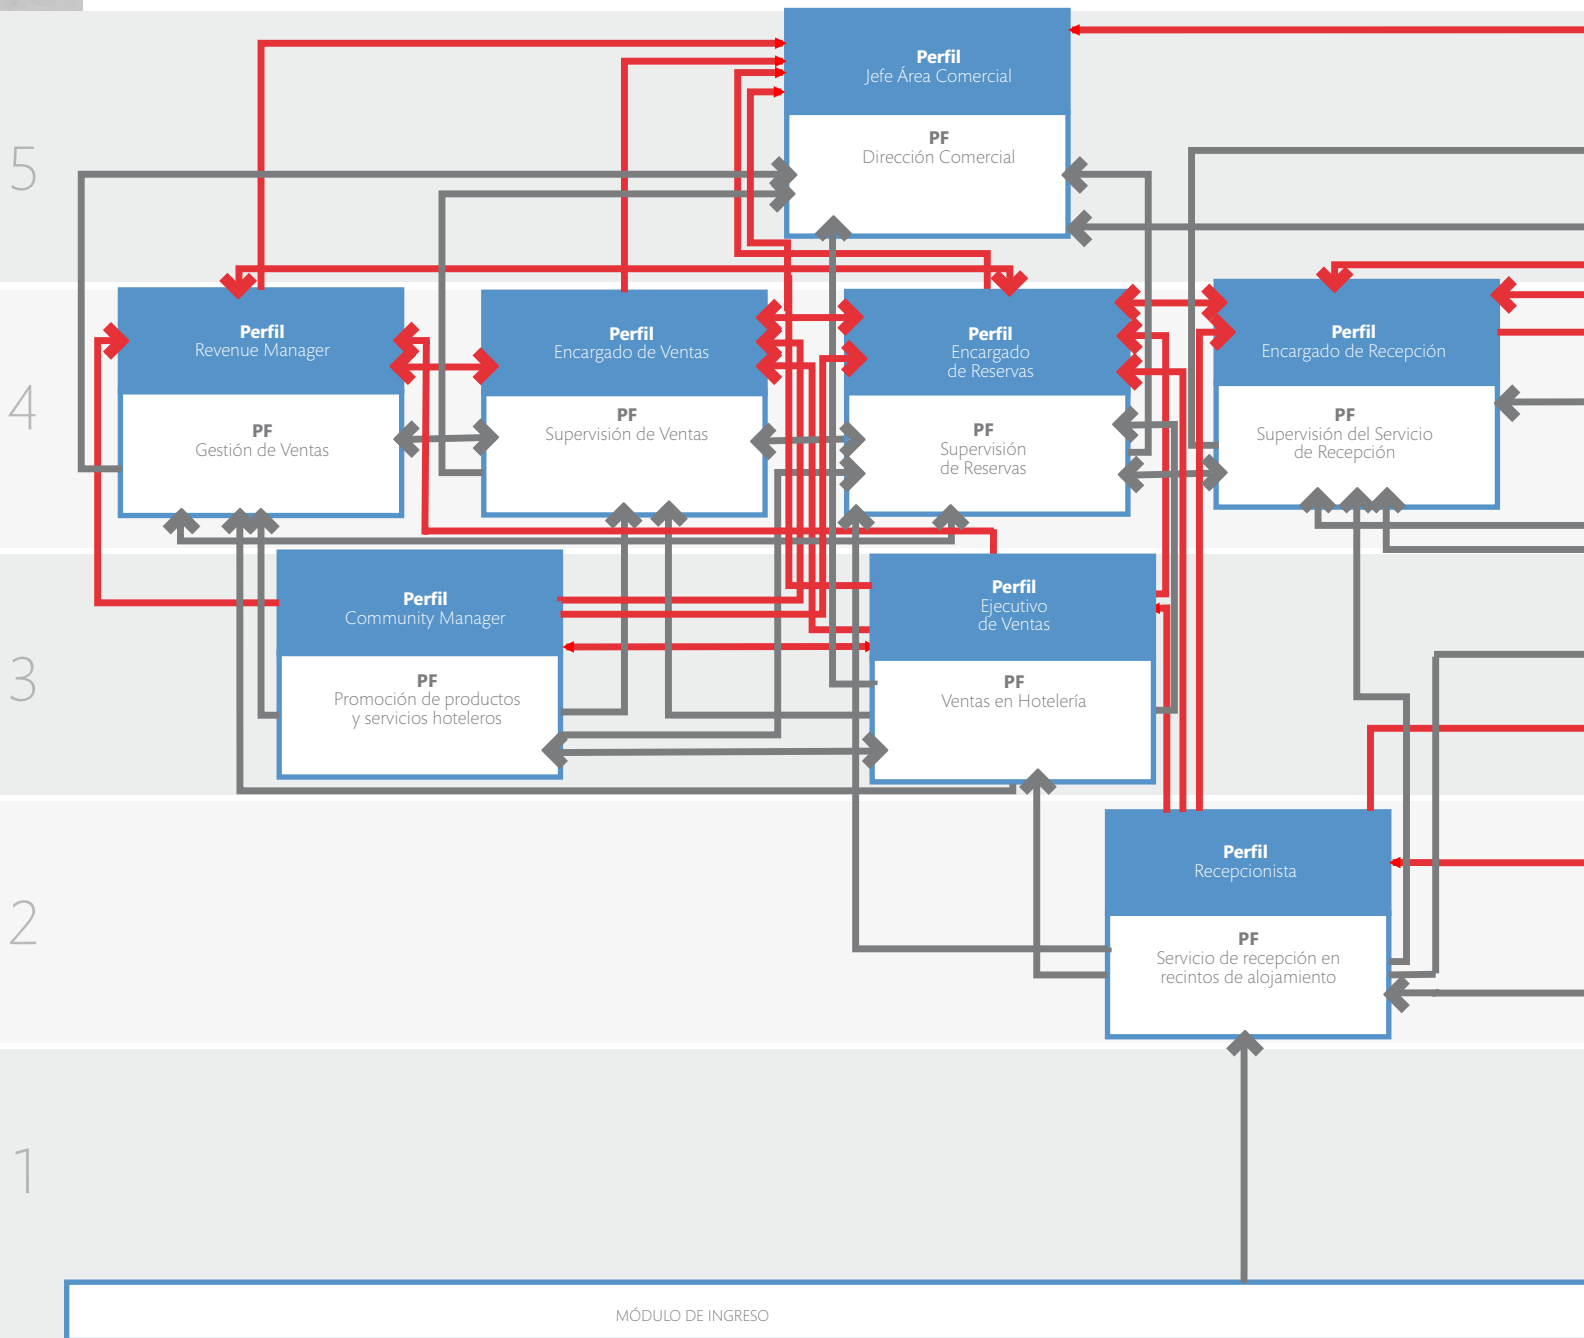 5
Perfil
Jefe Área Comercial
PF
Dirección Comercial
4
Perfil
Revenue Manager
PF
Gestión de Ventas
Perfil
Encargado de Ventas
PF
Supervisión de Ventas
Perfil
Encargado
de Reservas
PF
Supervisión
de Reservas
Perfil
Encargado de Recepción
PF
Supervisión del Servicio
de Recepción
3
Perfil
Community Manager
PF
Promoción de productos
y servicios hoteleros
Perfil
Ejecutivo
de Ventas
PF
Ventas en Hotelería
2
Perfil
Recepcionista
PF
Servicio de recepción en
recintos de alojamiento
1
MÓDULO DE INGRESO